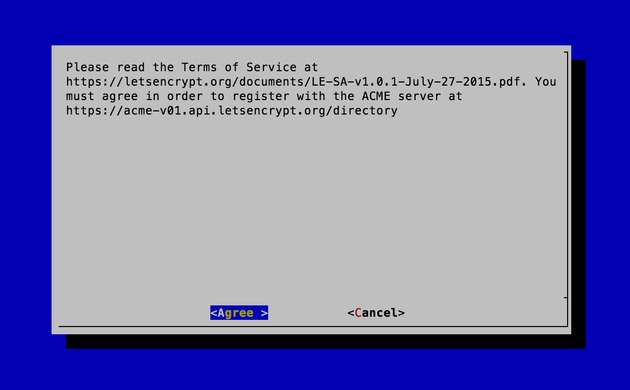 Please read the Terms of Service at
https://letsencrypt.org/documents/LE-SA-v1.0.1-July-27-2015.pdf. You
must agree in order to register with the ACME server at
https://acme-v01.api.letsencrypt.org/directory
<Agree > <Cancel>